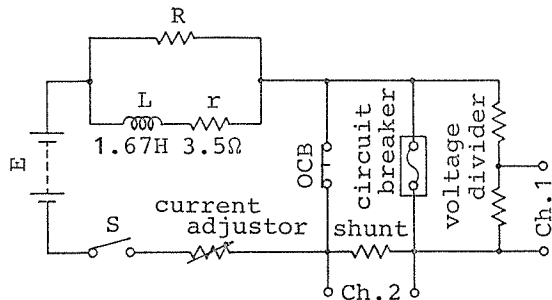 R
L
r
1.67H 3.5Ω
E
S
current
adjustor
OCB
circuit
breaker
voltage
divider
shunt
Ch.1
Ch.2